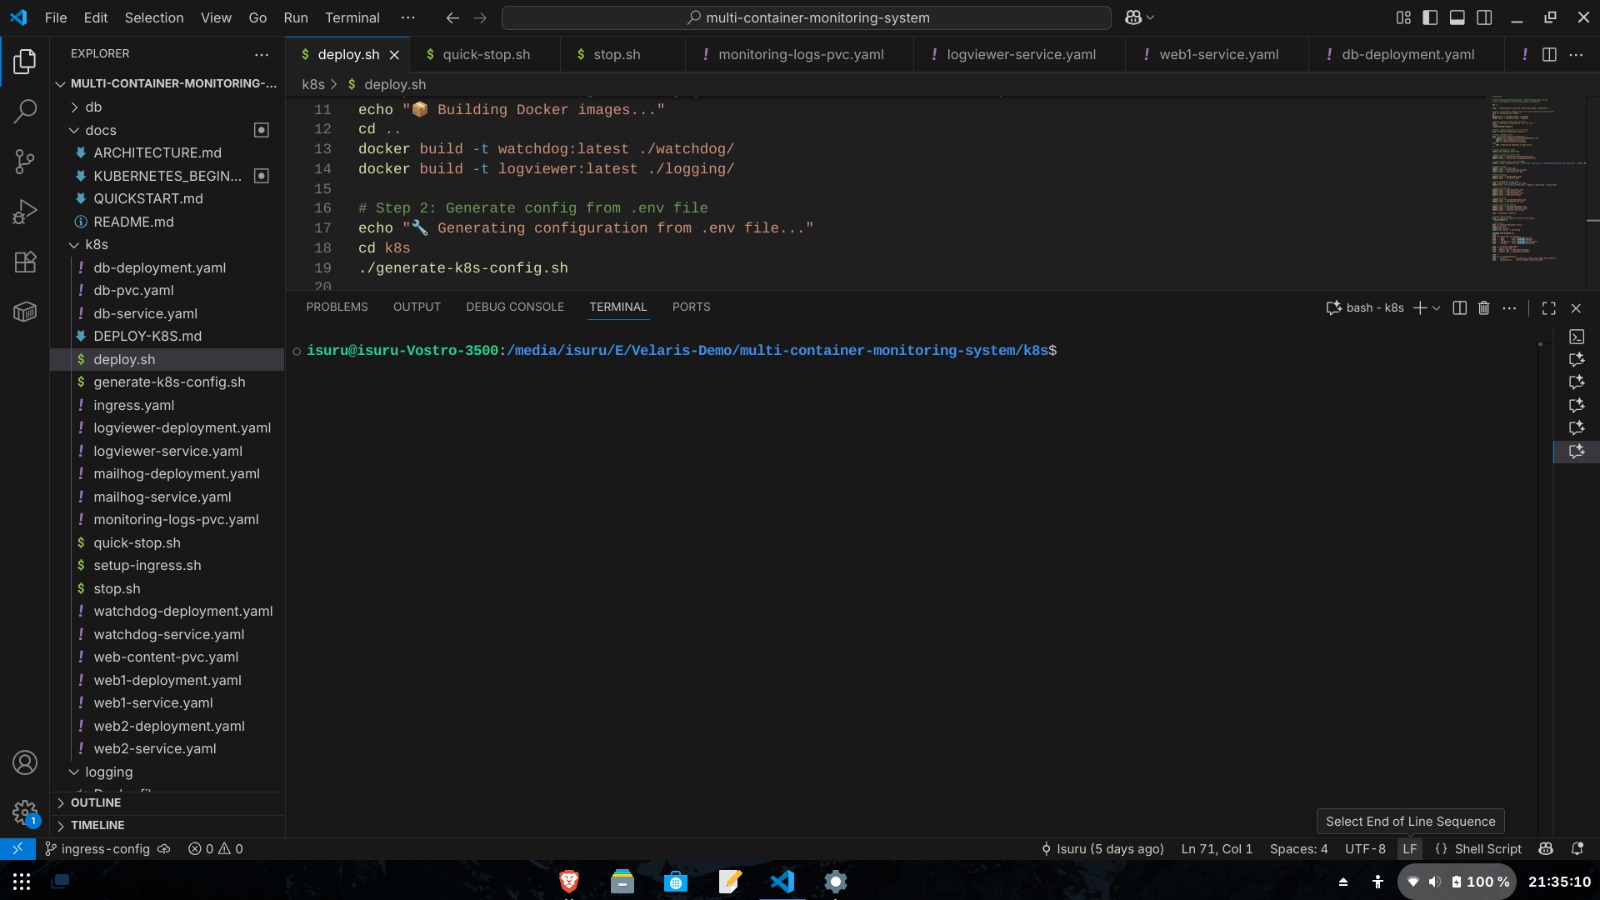 File Edit Selection View Go Run Terminal ··· multi-container-monitoring-system
EXPLORER ···
deploy.sh quick-stop.sh stop.sh monitoring-logs-pvc.yaml logviewer-service.yaml web1-service.yaml db-deployment.yaml ···
k8s > $ deploy.sh
MULTI-CONTAINER-MONITORING-...
db
docs
ARCHITECTURE.md
KUBERNETES_BEGIN...
QUICKSTART.md
README.md
k8s
db-deployment.yaml
db-pvc.yaml
db-service.yaml
DEPLOY-K8S.md
deploy.sh
generate-k8s-config.sh
ingress.yaml
logviewer-deployment.yaml
logviewer-service.yaml
mailhog-deployment.yaml
mailhog-service.yaml
monitoring-logs-pvc.yaml
quick-stop.sh
setup-ingress.sh
stop.sh
watchdog-deployment.yaml
watchdog-service.yaml
web-content-pvc.yaml
web1-deployment.yaml
web1-service.yaml
web2-deployment.yaml
web2-service.yaml
logging
OUTLINE
TIMELINE
11 echo "📦 Building Docker images..."
12 cd ..
13 docker build -t watchdog:latest ./watchdog/
14 docker build -t logviewer:latest ./logging/
15
16 # Step 2: Generate config from .env file
17 echo "🔧 Generating configuration from .env file..."
18 cd k8s
19 ./generate-k8s-config.sh
20
PROBLEMS OUTPUT DEBUG CONSOLE TERMINAL PORTS bash - k8s ···
isuru@isuru-Vostro-3500:/media/isuru/E/Velaris-Demo/multi-container-monitoring-system/k8s$
Select End of Line Sequence
1
ingress-config 0 0 Isuru (5 days ago) Ln 71, Col 1 Spaces: 4 UTF-8 LF {} Shell Script
100 % 21:35:10